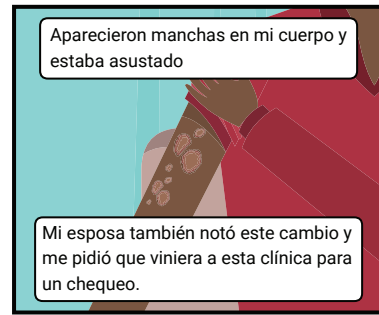 Aparecieron manchas en mi cuerpo y
estaba asustado
Mi esposa también notó este cambio y
me pidió que viniera a esta clínica para
un chequeo.